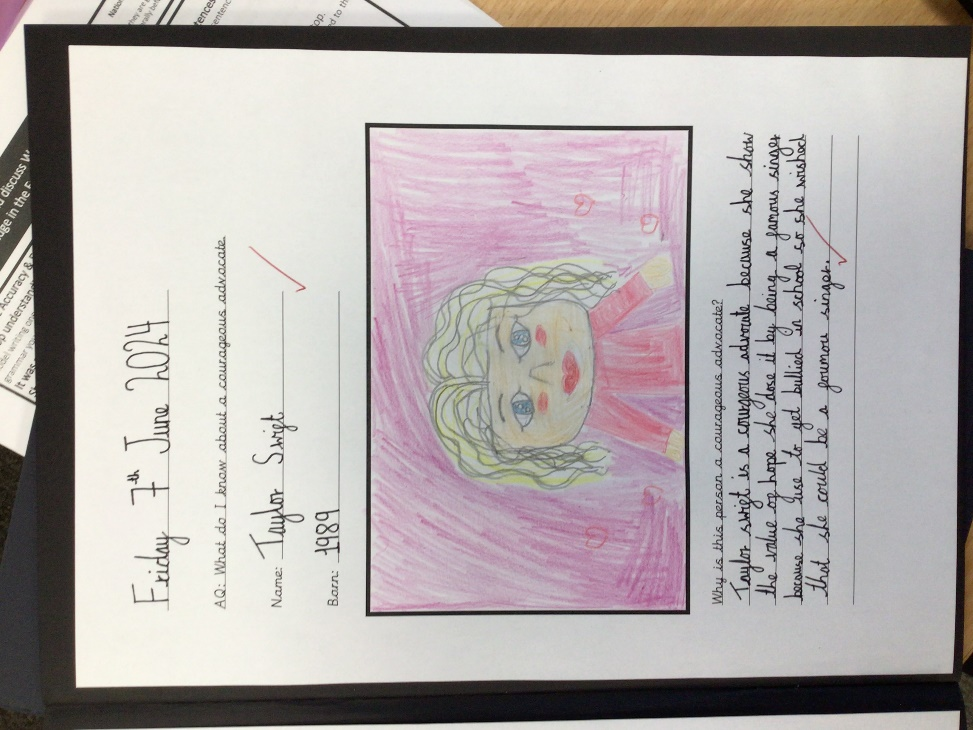 Friday 7th June 2024
AQ: What do I know about a courageous advocate
Name: Taylor Swift
Born: 1989
Why is this person a courageous advocate?
Taylor swift is a couregeous advocate because she show
the value of hope she dose it by being a famous singer
because she use to get bullied in school so she wished
that she could be a famous singer.